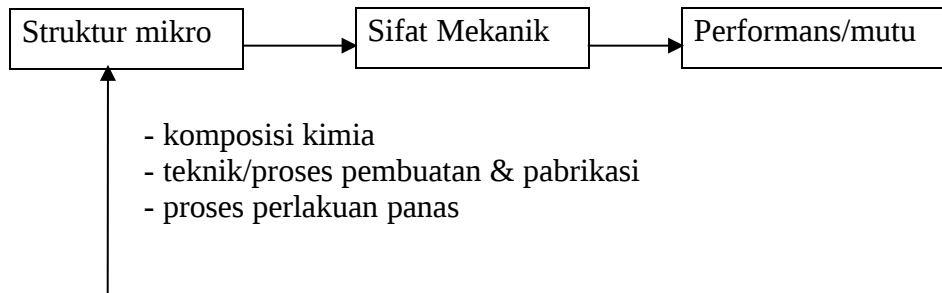 Struktur mikro
Sifat Mekanik
Performans/mutu
- komposisi kimia
- teknik/proses pembuatan & pabrikasi
- proses perlakuan panas